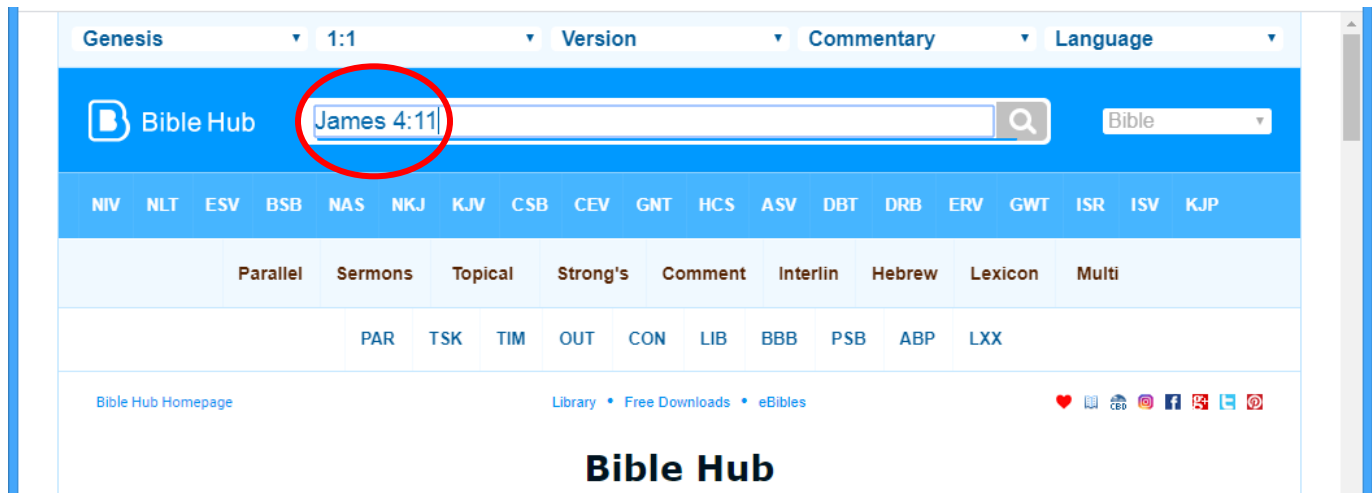 Genesis 1:1 Version Commentary Language
B Bible Hub James 4:11 Bible
NIV NLT ESV BSB NAS NKJ KJV CSB CEV GNT HCS ASV DBT DRB ERV GWT ISR ISV KJP
Parallel Sermons Topical Strong's Comment Interlin Hebrew Lexicon Multi
PAR TSK TIM OUT CON LIB BBB PSB ABP LXX
Bible Hub Homepage Library • Free Downloads • eBibles CBD
Bible Hub